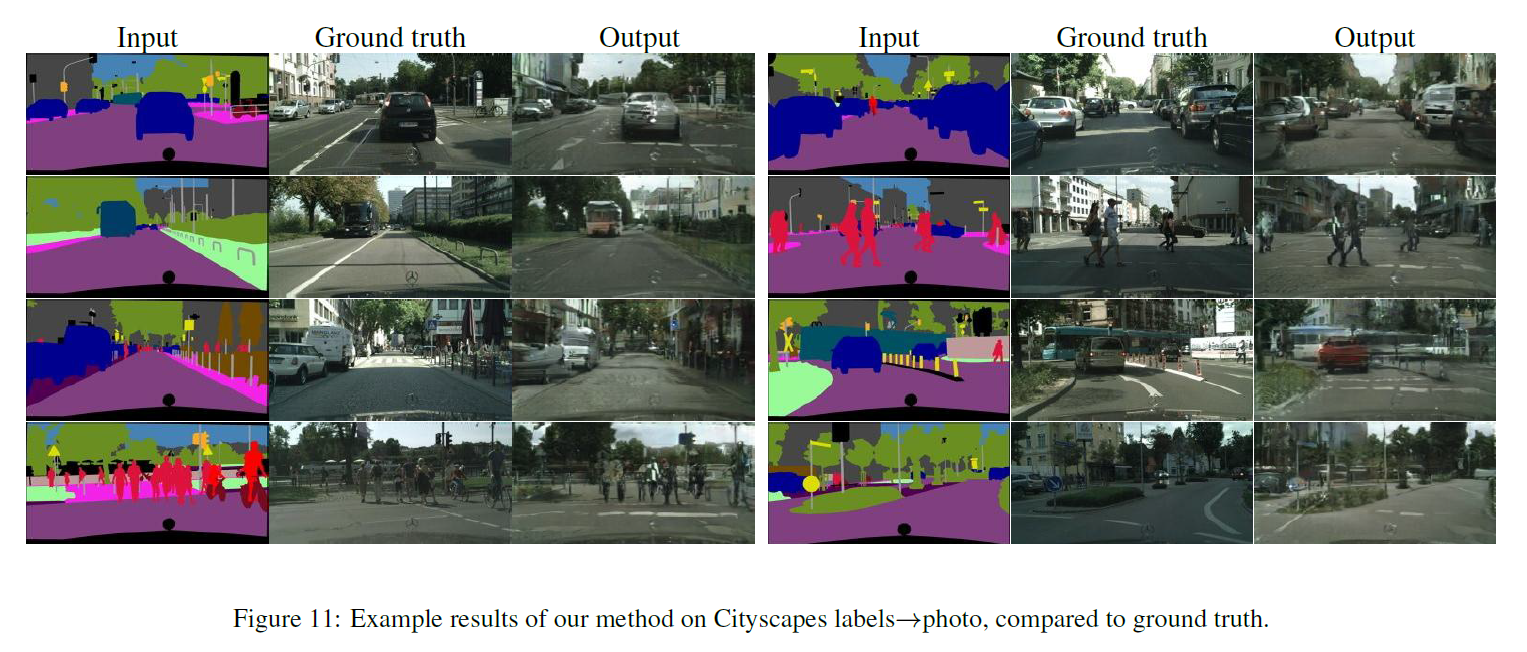 Input Ground truth Output Input Ground truth Output
Figure 11: Example results of our method on Cityscapes labels→photo, compared to ground truth.